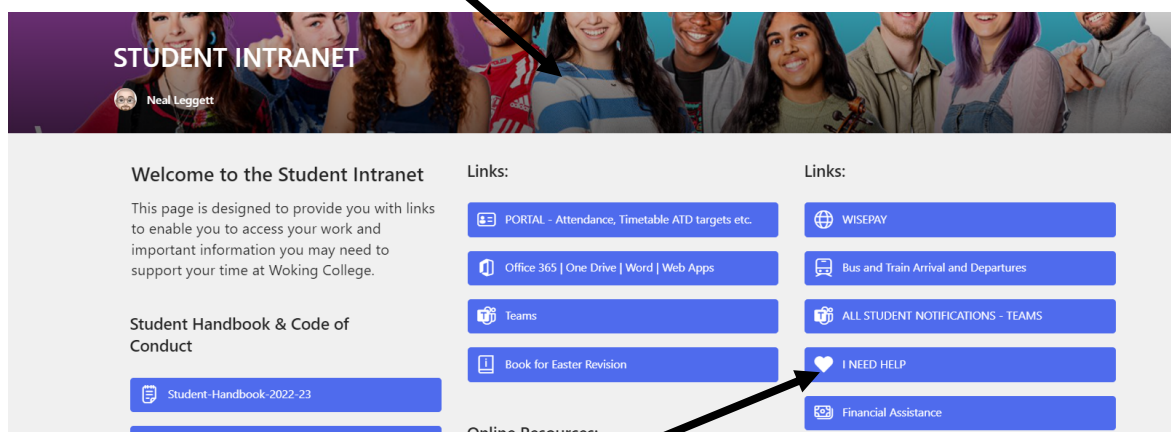 STUDENT INTRANET
Neal Leggett
Welcome to the Student Intranet
This page is designed to provide you with links
to enable you to access your work and
important information you may need to
support your time at Woking College.
Student Handbook & Code of
Conduct
Student-Handbook-2022-23
Links:
PORTAL - Attendance, Timetable ATD targets etc.
Office 365 | One Drive | Word | Web Apps
Teams
Book for Easter Revision
Online Resources:
Links:
WISEPAY
Bus and Train Arrival and Departures
ALL STUDENT NOTIFICATIONS - TEAMS
I NEED HELP
Financial Assistance